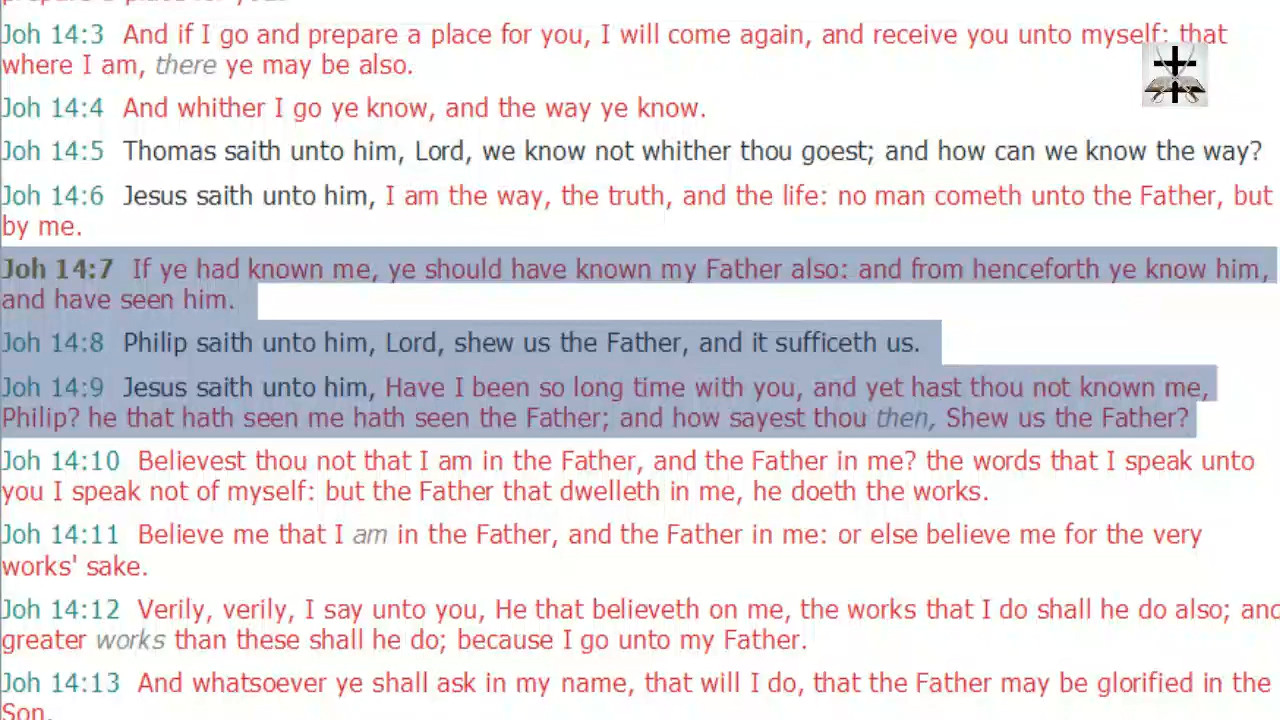 prepare a place for you.
Joh 14:3 And if I go and prepare a place for you, I will come again, and receive you unto myself; that
where I am, there ye may be also.
Joh 14:4 And whither I go ye know, and the way ye know.
Joh 14:5 Thomas saith unto him, Lord, we know not whither thou goest; and how can we know the way?
Joh 14:6 Jesus saith unto him, I am the way, the truth, and the life: no man cometh unto the Father, but
by me.
Joh 14:7 If ye had known me, ye should have known my Father also: and from henceforth ye know him,
and have seen him.
Joh 14:8 Philip saith unto him, Lord, shew us the Father, and it sufficeth us.
Joh 14:9 Jesus saith unto him, Have I been so long time with you, and yet hast thou not known me,
Philip? he that hath seen me hath seen the Father; and how sayest thou then, Shew us the Father?
Joh 14:10 Believest thou not that I am in the Father, and the Father in me? the words that I speak unto
you I speak not of myself: but the Father that dwelleth in me, he doeth the works.
Joh 14:11 Believe me that I am in the Father, and the Father in me: or else believe me for the very
works' sake.
Joh 14:12 Verily, verily, I say unto you, He that believeth on me, the works that I do shall he do also; and
greater works than these shall he do; because I go unto my Father.
Joh 14:13 And whatsoever ye shall ask in my name, that will I do, that the Father may be glorified in the
Son.